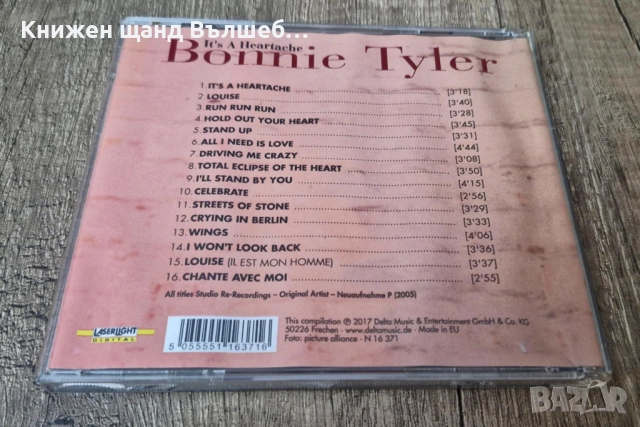 Книжен щанд Вълшеб...
It's A Heartache
Bonnie Tyler
1. IT'S A HEARTACHE [3'18]
2. LOUISE [3'40]
3. RUN RUN RUN [3'28]
4. HOLD OUT YOUR HEART [3'45]
5. STAND UP [3'31]
6. ALL I NEED IS LOVE [4'44]
7. DRIVING ME CRAZY [3'08]
8. TOTAL ECLIPSE OF THE HEART [3'50]
9. I'LL STAND BY YOU [4'15]
10. CELEBRATE [2'56]
11. STREETS OF STONE [3'29]
12. CRYING IN BERLIN [3'33]
13. WINGS [4'06]
14. I WON'T LOOK BACK [3'36]
15. LOUISE (IL EST MON HOMME) [3'37]
16. CHANTE AVEC MOI [2'55]
All titles Studio Re-Recordings – Original Artist – Neuaufnahme P (2005)
LASERLIGHT
DIGITAL
5 055551 163716
This compilation ℗ 2017 Delta Music & Entertainment GmbH & Co. KG
50226 Frechen · www.deltamusic.de · Made in EU
Foto: picture alliance · N 16 371
BAZAR